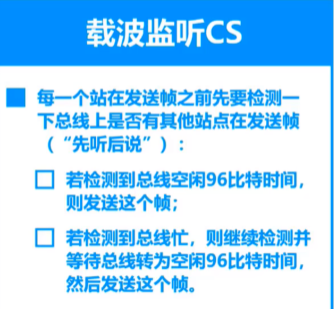 载波监听CS
每一个站在发送帧之前先要检测一
下总线上是否有其他站点在发送帧
（“先听后说”）：
若检测到总线空闲96比特时间，
则发送这个帧；
若检测到总线忙，则继续检测并
等待总线转为空闲96比特时间，
然后发送这个帧。